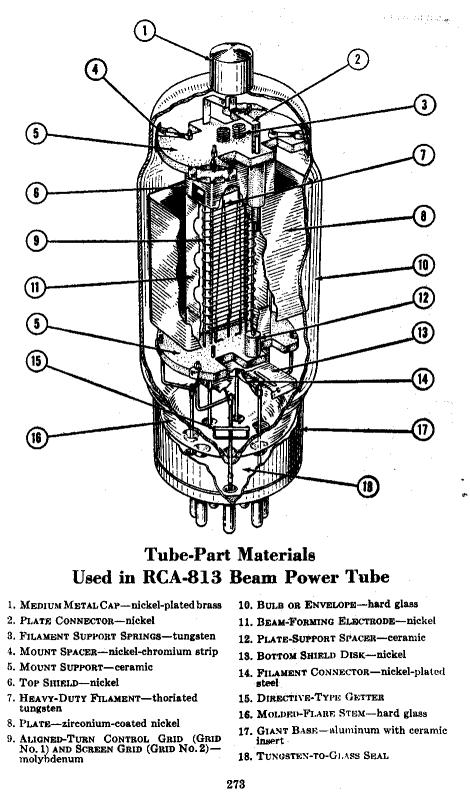 1
2
4
3
5
7
6
8
9
10
11
12
5
13
15
14
16
17
18
Tube-Part Materials
Used in RCA-813 Beam Power Tube
1. Medium Metal Cap—nickel-plated brass
2. Plate Connector—nickel
3. Filament Support Springs—tungsten
4. Mount Spacer—nickel-chromium strip
5. Mount Support—ceramic
6. Top Shield—nickel
7. Heavy-Duty Filament—thoriated
tungsten
8. Plate—zirconium-coated nickel
9. Aligned-Turn Control Grid (Grid
No. 1) and Screen Grid (Grid No. 2)—
molybdenum
10. Bulb or Envelope—hard glass
11. Beam-Forming Electrode—nickel
12. Plate-Support Spacer—ceramic
13. Bottom Shield Disk—nickel
14. Filament Connector—nickel-plated
steel
15. Directive-Type Getter
16. Molded-Flare Stem—hard glass
17. Giant Base—aluminum with ceramic
insert
18. Tungsten-to-Glass Seal
273